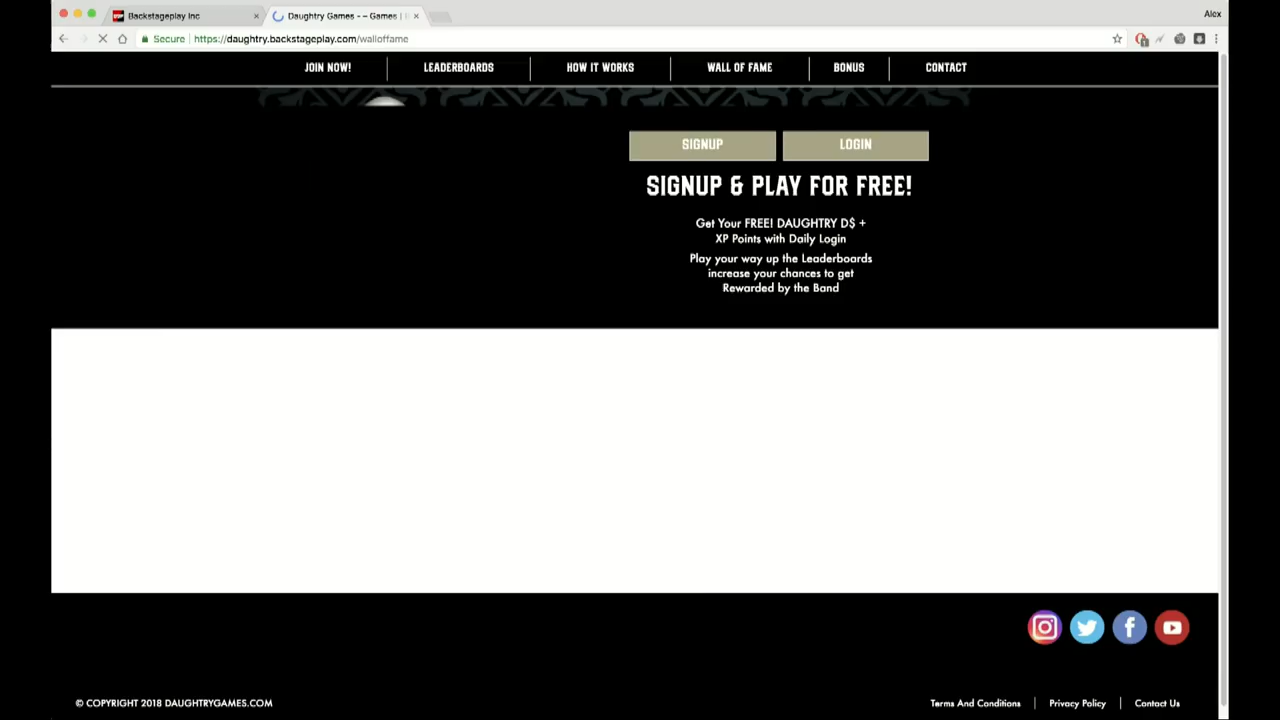 Backstageplay Inc
Daughtry Games - – Games |
Alex
Secure
https://daughtry.backstageplay.com/walloffame
JOIN NOW!
LEADERBOARDS
HOW IT WORKS
WALL OF FAME
BONUS
CONTACT
SIGNUP
LOGIN
SIGNUP & PLAY FOR FREE!
Get Your FREE! DAUGHTRY D$ +
XP Points with Daily Login
Play your way up the Leaderboards
increase your chances to get
Rewarded by the Band
© COPYRIGHT 2018 DAUGHTRYGAMES.COM
Terms And Conditions
Privacy Policy
Contact Us